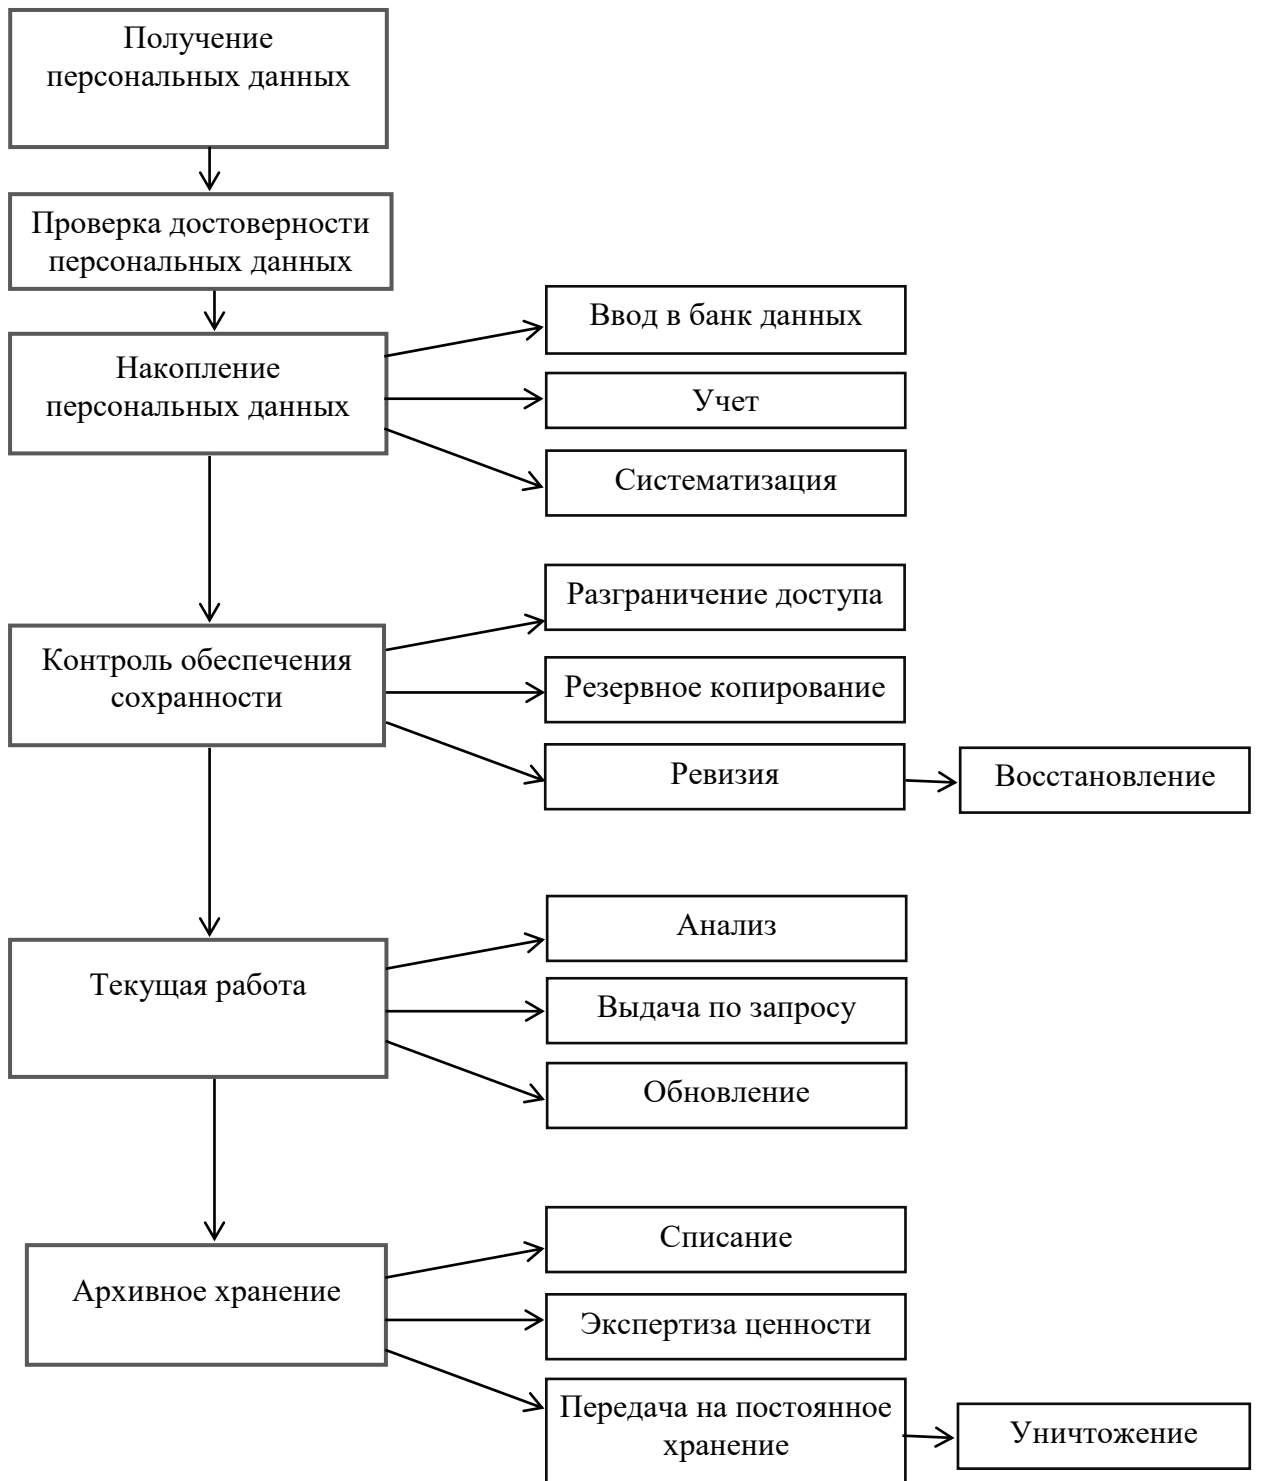 Получение
персональных данных
Проверка достоверности
персональных данных
Ввод в банк данных
Накопление
персональных данных
Учет
Систематизация
Разграничение доступа
Контроль обеспечения
сохранности
Резервное копирование
Ревизия
Восстановление
Анализ
Текущая работа
Выдача по запросу
Обновление
Списание
Архивное хранение
Экспертиза ценности
Передача на постоянное
хранение
Уничтожение